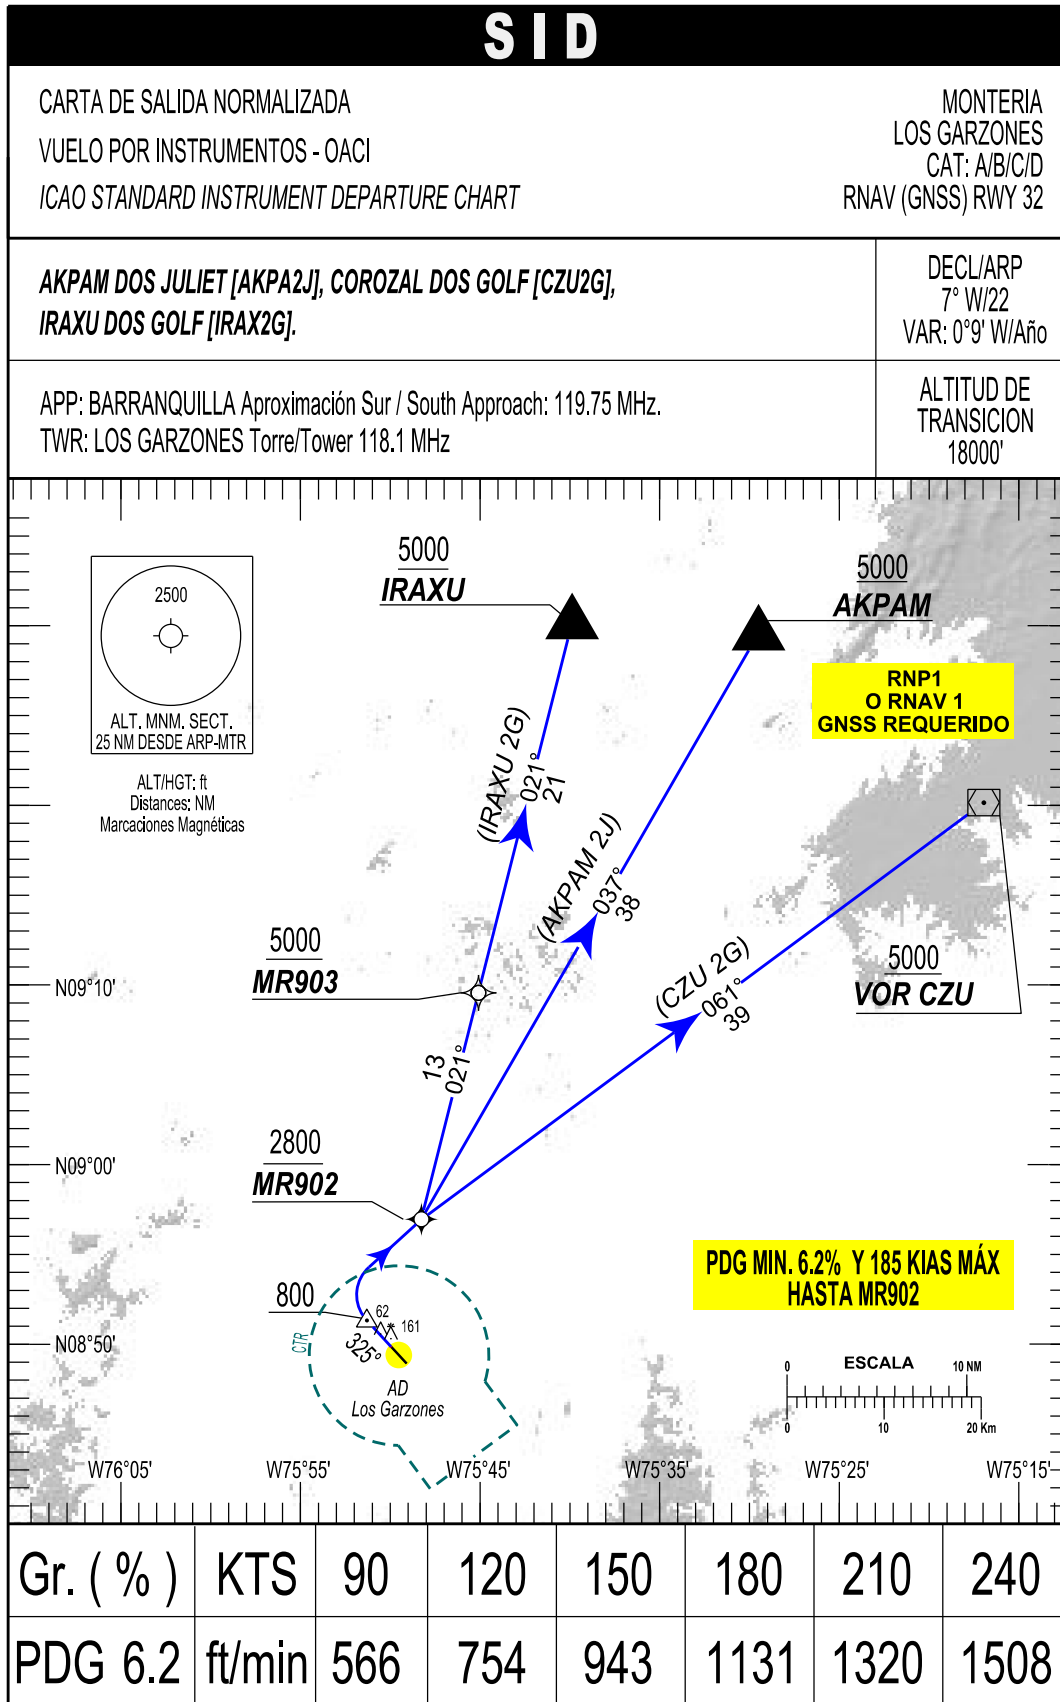 SID
CARTA DE SALIDA NORMALIZADA
VUELO POR INSTRUMENTOS - OACI
ICAO STANDARD INSTRUMENT DEPARTURE CHART
MONTERIA
LOS GARZONES
CAT: A/B/C/D
RNAV (GNSS) RWY 32
AKPAM DOS JULIET [AKPA2J], COROZAL DOS GOLF [CZU2G],
IRAXU DOS GOLF [IRAX2G].
DECL/ARP
7° W/22
VAR: 0°9' W/Año
APP: BARRANQUILLA Aproximación Sur / South Approach: 119.75 MHz.
TWR: LOS GARZONES Torre/Tower 118.1 MHz
ALTITUD DE
TRANSICION
18000'
2500
ALT. MNM. SECT.
25 NM DESDE ARP-MTR
ALT/HGT: ft
Distances: NM
Marcaciones Magnéticas
5000
IRAXU
5000
AKPAM
RNP1
O RNAV 1
GNSS REQUERIDO
(IRAXU 2G)
021°
21
(AKPAM 2J)
037°
38
(CZU 2G)
061°
39
5000
VOR CZU
5000
MR903
N09°10'
13
021°
2800
MR902
N09°00'
PDG MIN. 6.2% Y 185 KIAS MÁX
HASTA MR902
800
62
161
325°
CTR
N08°50'
AD
Los Garzones
ESCALA
0
10 NM
0
10
20 Km
W76°05'
W75°55'
W75°45'
W75°35'
W75°25'
W75°15'
Gr. ( % ) KTS 90 120 150 180 210 240
PDG 6.2 ft/min 566 754 943 1131 1320 1508